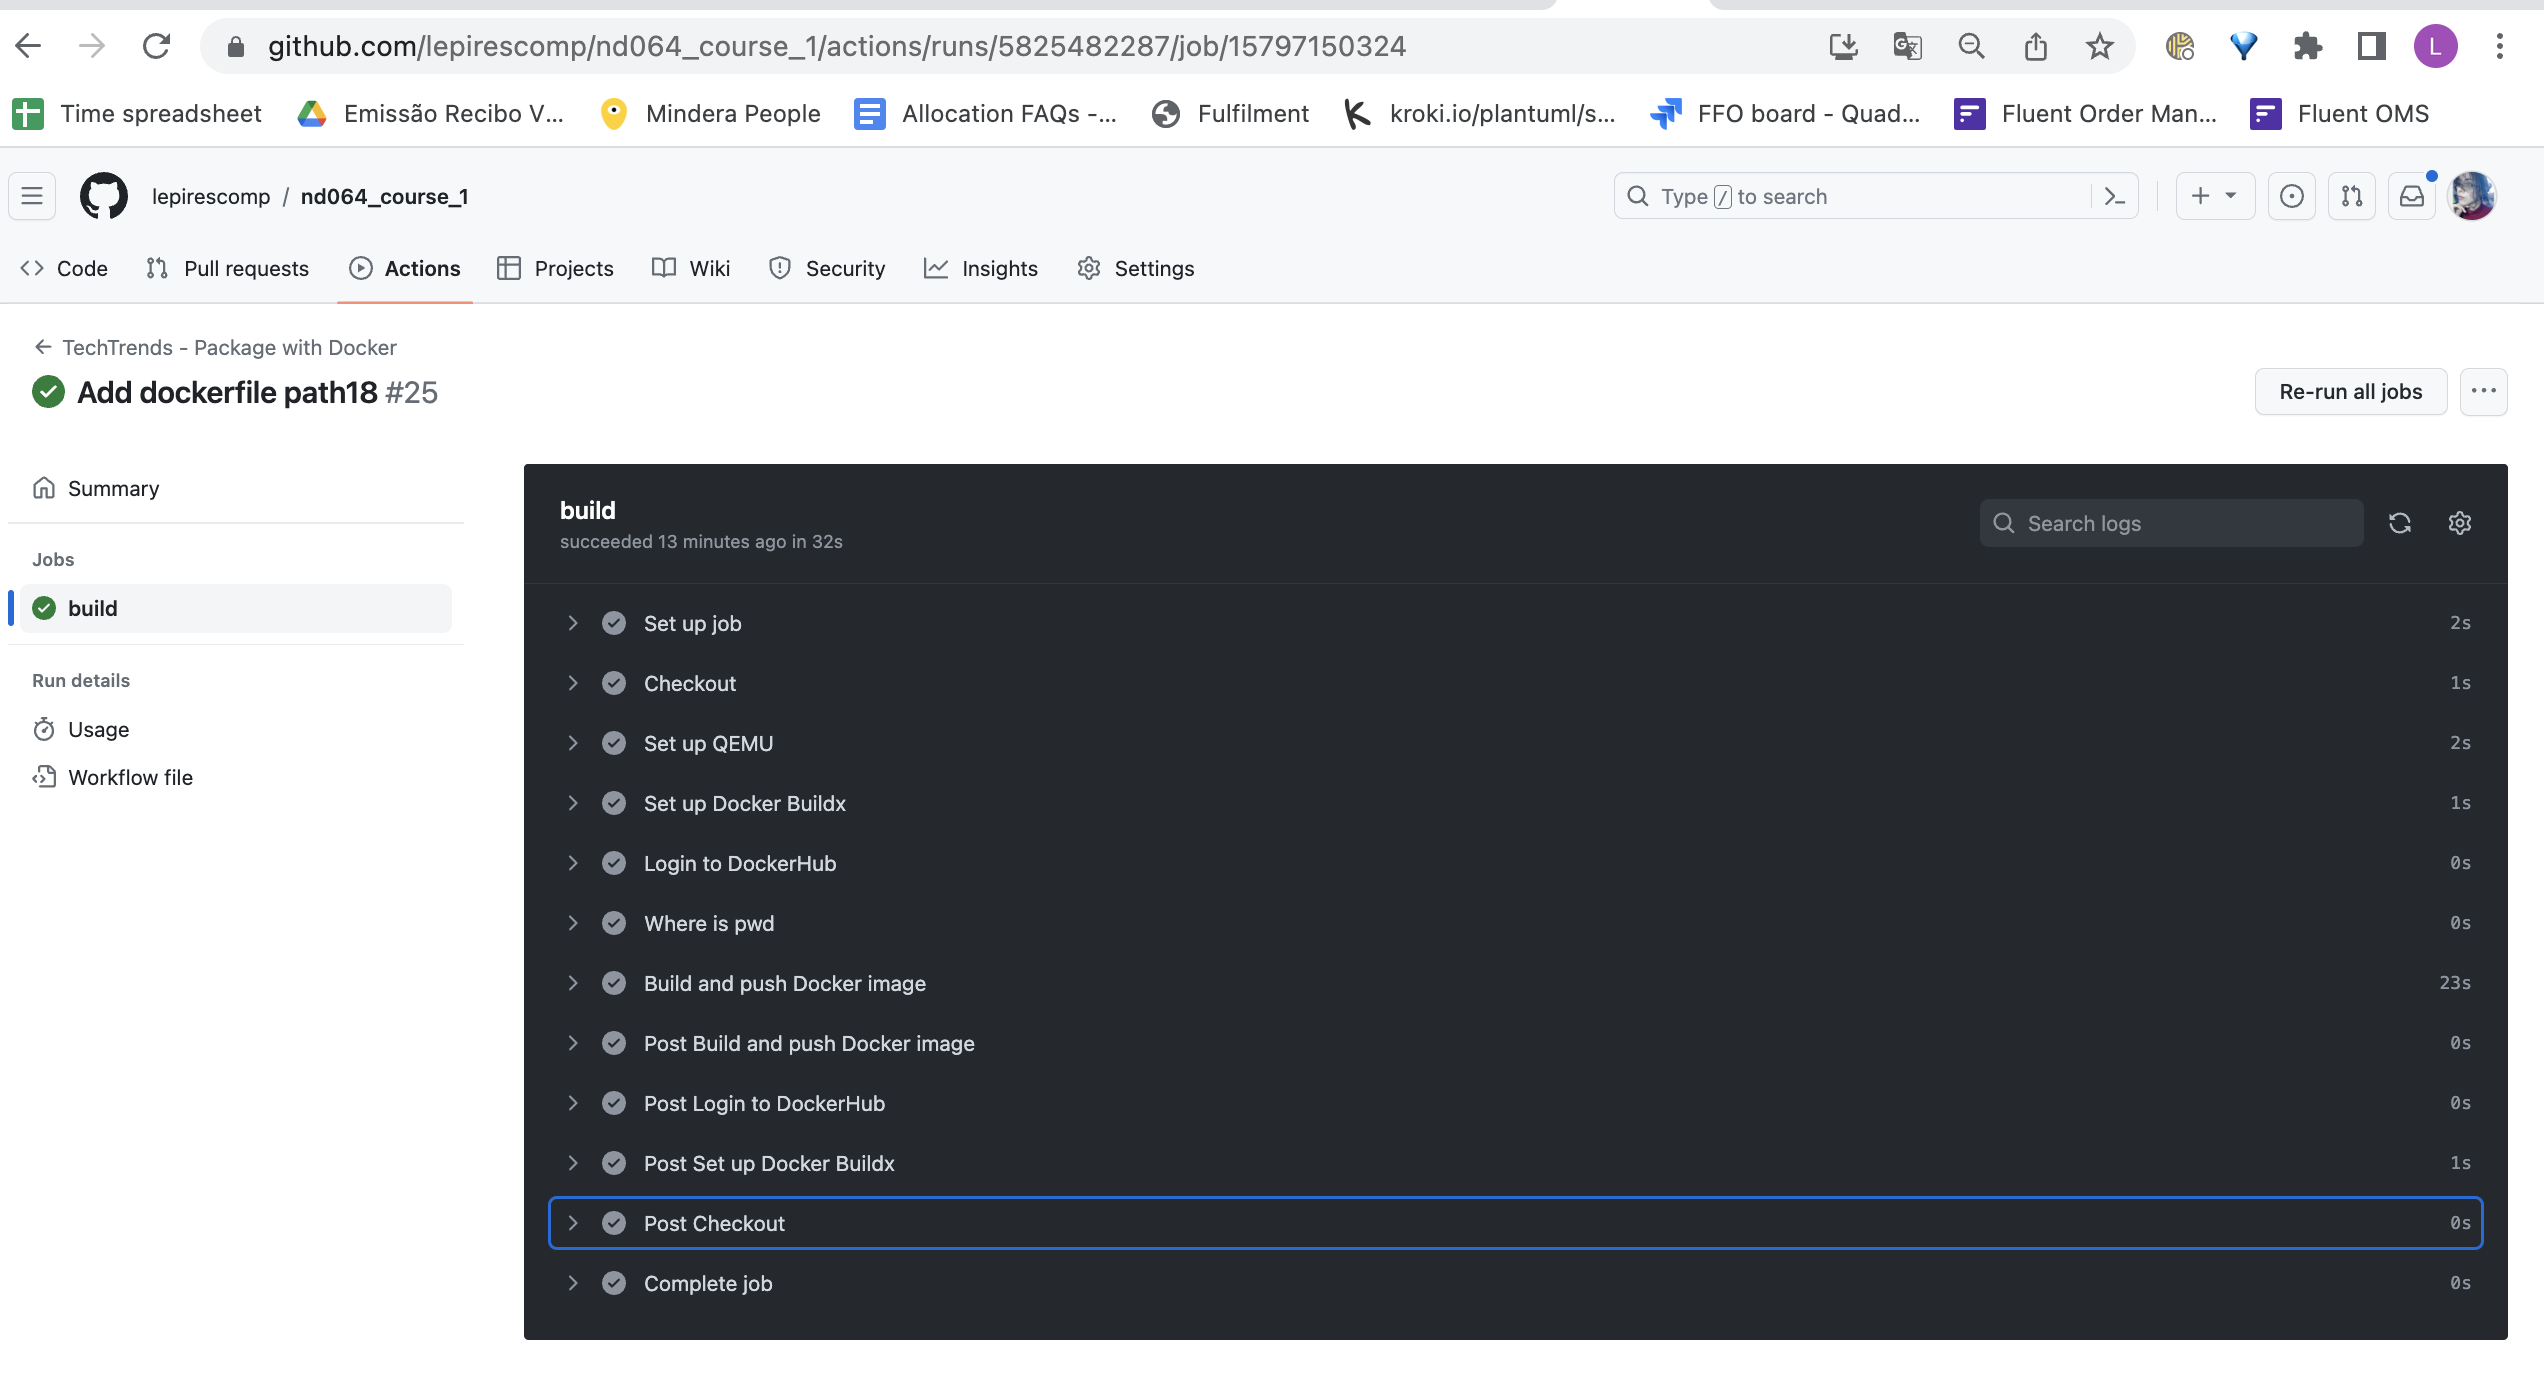 github.com/lepirescomp/nd064_course_1/actions/runs/5825482287/job/15797150324
L
Time spreadsheet Emissão Recibo V... Mindera People Allocation FAQs -... Fulfilment kroki.io/plantuml/s... FFO board - Quad... Fluent Order Man... Fluent OMS
lepirescomp / nd064_course_1 Type / to search
Code Pull requests Actions Projects Wiki Security Insights Settings
TechTrends - Package with Docker
Add dockerfile path18 #25 Re-run all jobs
Summary
Jobs
build
Run details
Usage
Workflow file
build
succeeded 13 minutes ago in 32s
Search logs
Set up job 2s
Checkout 1s
Set up QEMU 2s
Set up Docker Buildx 1s
Login to DockerHub 0s
Where is pwd 0s
Build and push Docker image 23s
Post Build and push Docker image 0s
Post Login to DockerHub 0s
Post Set up Docker Buildx 1s
Post Checkout 0s
Complete job 0s